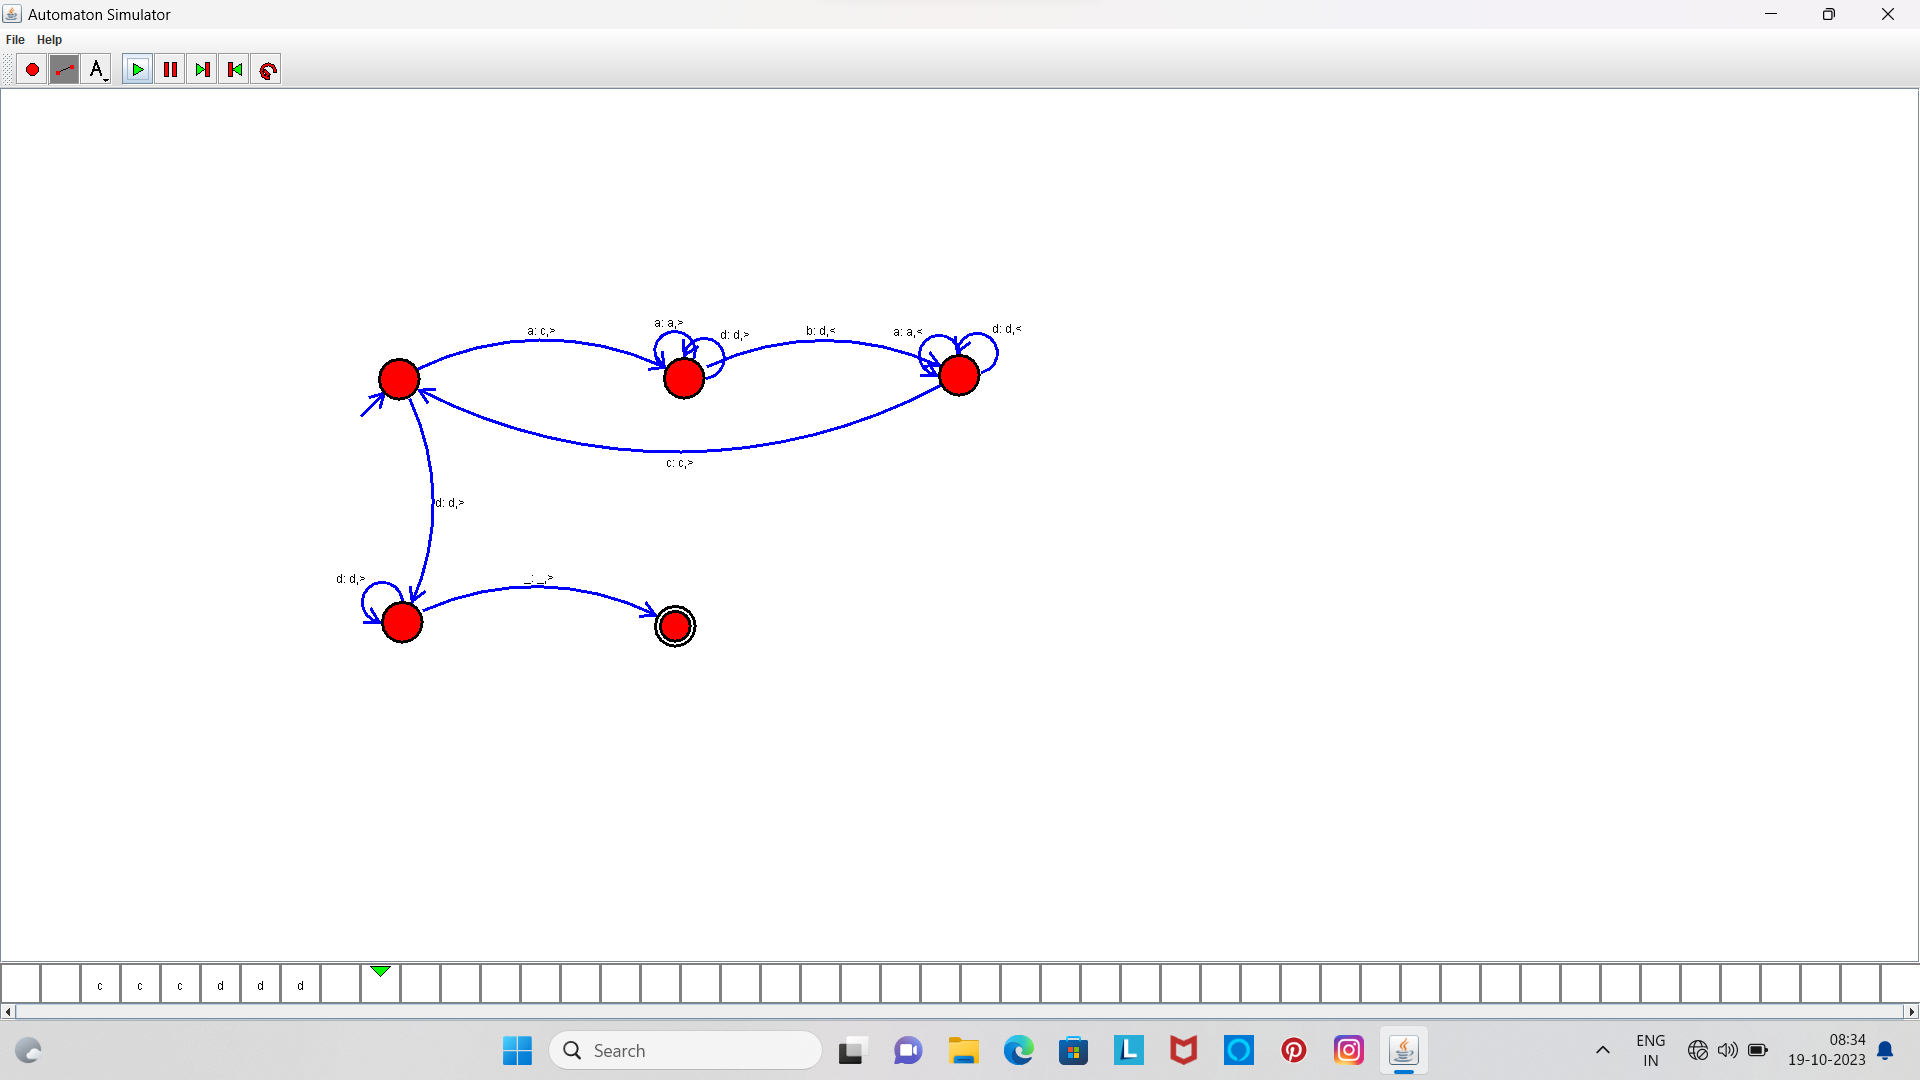 Automaton Simulator
File Help
A
a: c,>
a: a,>
d: d,>
b: d,<
a: a,<
d: d,<
c: c,>
d: d,>
d: d,>
_: _,>
c c c d d d
Search
L
ENG
IN
08:34
19-10-2023